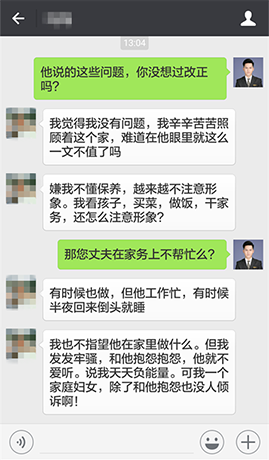 13:04
他说的这些问题，你没想过改正
吗？
我觉得我没有问题，我辛辛苦苦照
顾着这个家，难道在他眼里就这么
一文不值了吗
嫌我不懂保养，越来越不注意形
象。我看孩子，买菜，做饭，干家
务，还怎么注意形象？
那您丈夫在家务上不帮忙么？
有时候也做，但他工作忙，有时候
半夜回来倒头就睡
我也不指望他在家里做什么。但我
发发牢骚，和他抱怨抱怨，他就不
爱听。说我天天负能量。可我一个
家庭妇女，除了和他抱怨也没人倾
诉啊！